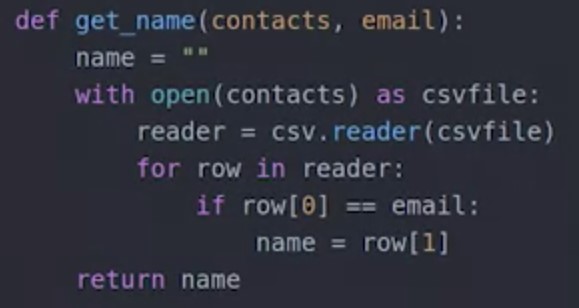 def get_name(contacts, email):
    name = ""
    with open(contacts) as csvfile:
        reader = csv.reader(csvfile)
        for row in reader:
            if row[0] == email:
                name = row[1]
    return name